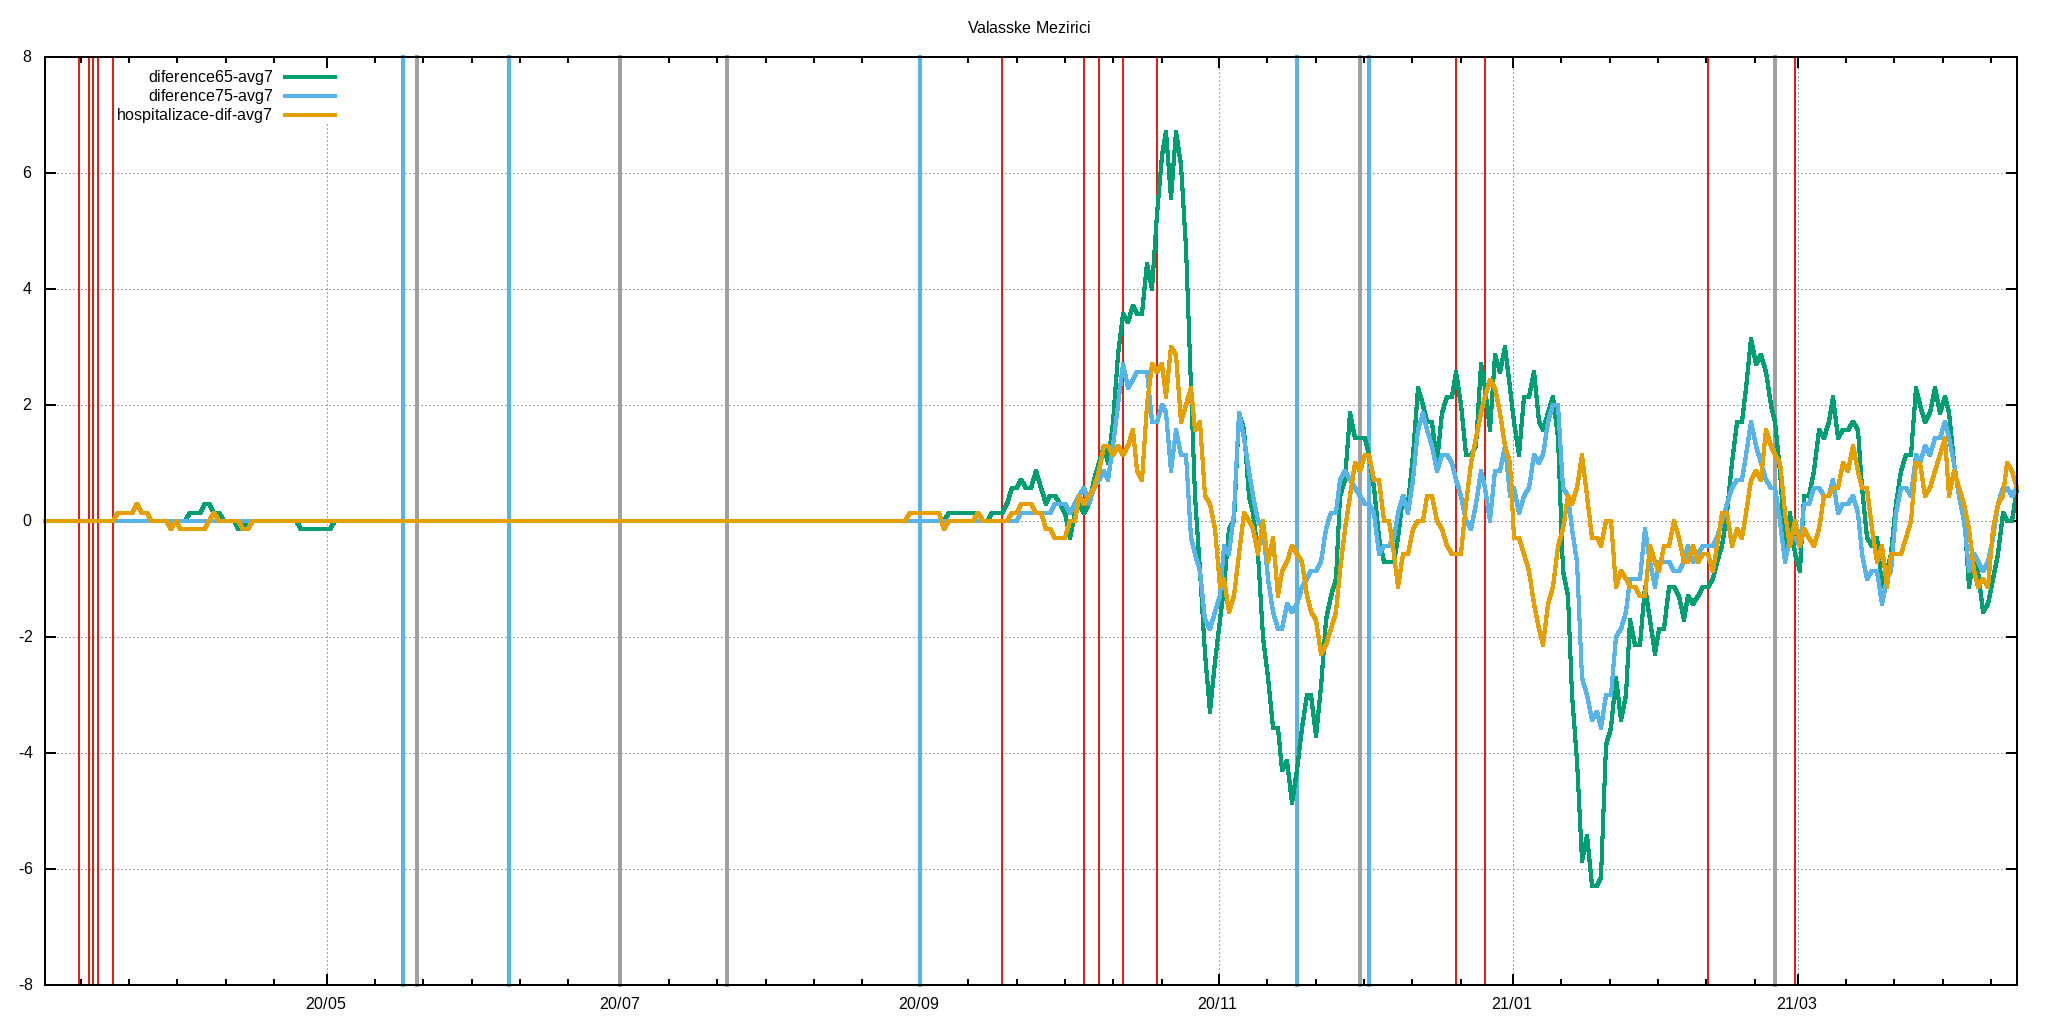 Valasske Mezirici
8
diference65-avg7
diference75-avg7
hospitalizace-dif-avg7
6
4
2
0
-2
-4
-6
-8
20/05 20/07 20/09 20/11 21/01 21/03